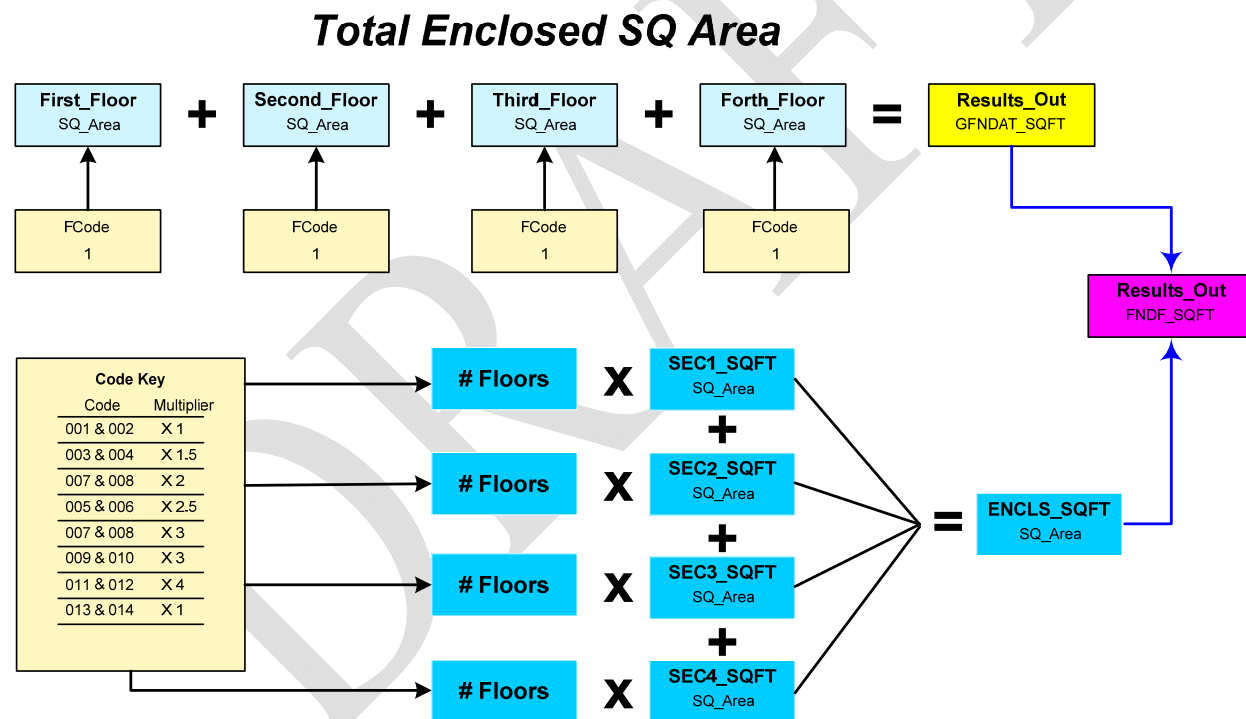 Total Enclosed SQ Area
First_Floor
SQ_Area
+
Second_Floor
SQ_Area
+
Third_Floor
SQ_Area
+
Forth_Floor
SQ_Area
=
Results_Out
GFNDAT_SQFT
FCode
1
FCode
1
FCode
1
FCode
1
Results_Out
FNDF_SQFT
Code Key
Code Multiplier
001 & 002 X 1
003 & 004 X 1.5
007 & 008 X 2
005 & 006 X 2.5
007 & 008 X 3
009 & 010 X 3
011 & 012 X 4
013 & 014 X 1
# Floors
X
SEC1_SQFT
SQ_Area
+
# Floors
X
SEC2_SQFT
SQ_Area
+
# Floors
X
SEC3_SQFT
SQ_Area
+
# Floors
X
SEC4_SQFT
SQ_Area
=
ENCLS_SQFT
SQ_Area
DRAFT